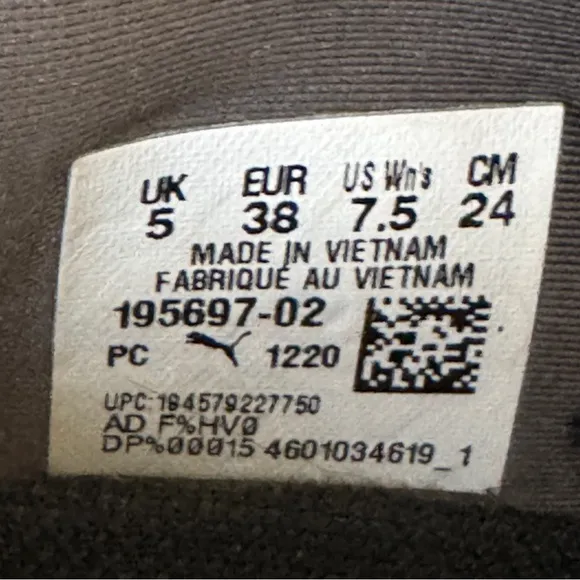 UK EUR US Wn's CM
5 38 7.5 24
MADE IN VIETNAM
FABRIQUÉ AU VIETNAM
195697-02
PC 1220
UPC:194579227750
AD F%HV0
DP%00015 4601034619_1